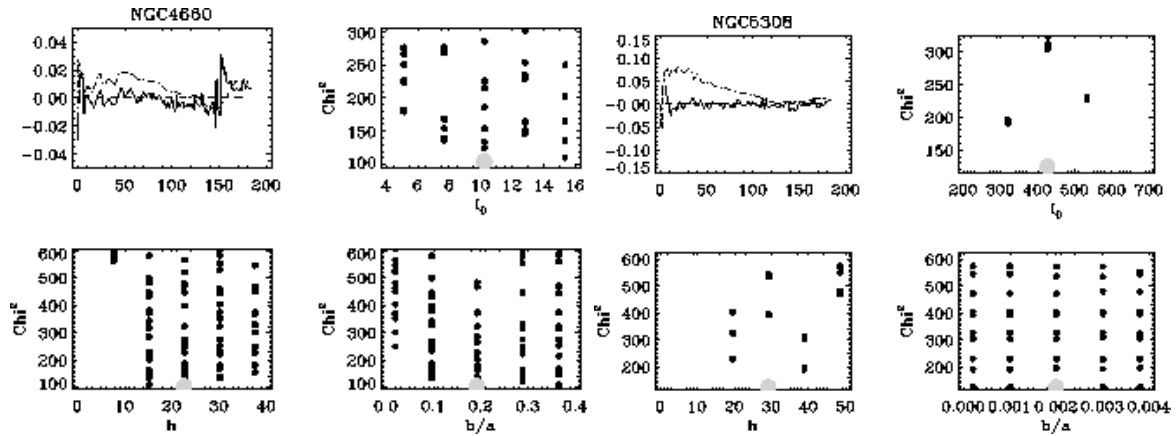 NGC4660
NGC5308
0.04
0.02
0.00
-0.02
-0.04
0 50 100 150 200
Chi²
300
250
200
150
100
4 6 8 10 12 14 16
I₀
0.15
0.10
0.05
-0.00
-0.05
-0.10
-0.15
0 50 100 150 200
Chi²
300
250
200
150
200 300 400 500 600 700
I₀
Chi²
600
500
400
300
200
100
0 10 20 30 40
h
Chi²
600
500
400
300
200
100
0.0 0.1 0.2 0.3 0.4
b/a
Chi²
600
500
400
300
200
0 10 20 30 40 50
h
Chi²
600
500
400
300
200
0.000 0.001 0.002 0.003 0.004
b/a